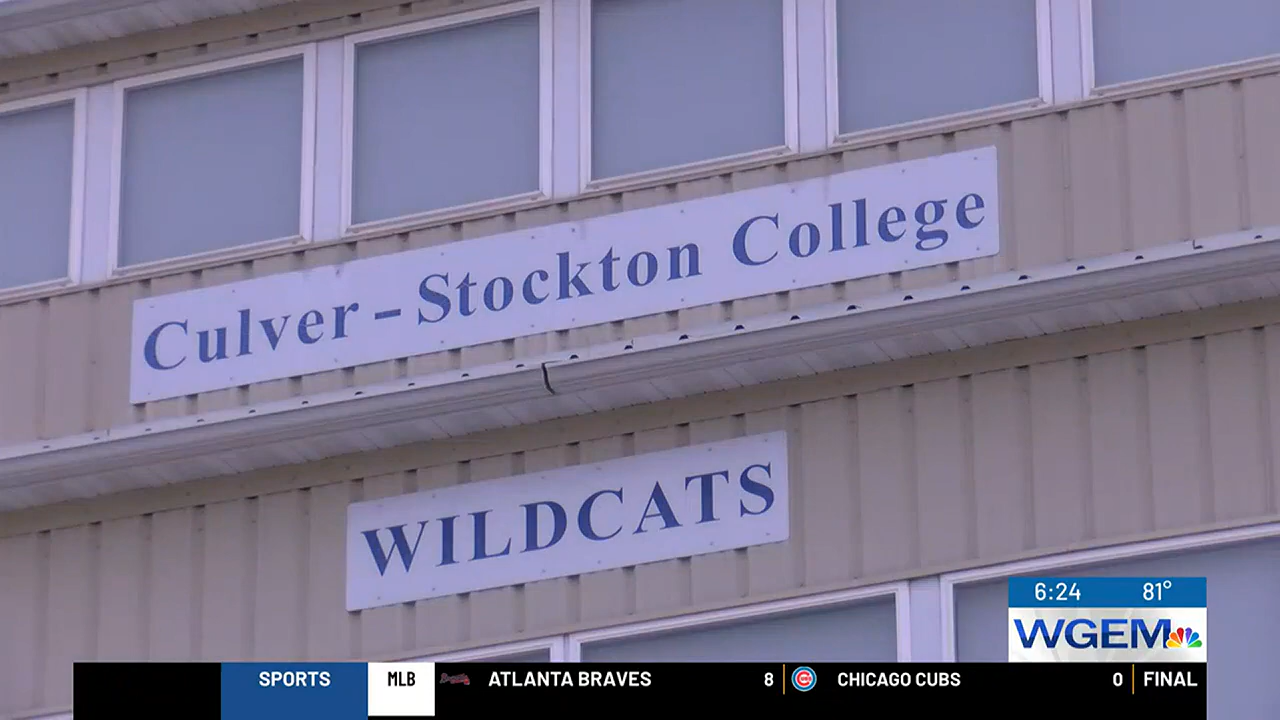 Culver-Stockton College
WILDCATS
6:24 81°
WGEM
SPORTS MLB ATLANTA BRAVES 8 CHICAGO CUBS 0 FINAL